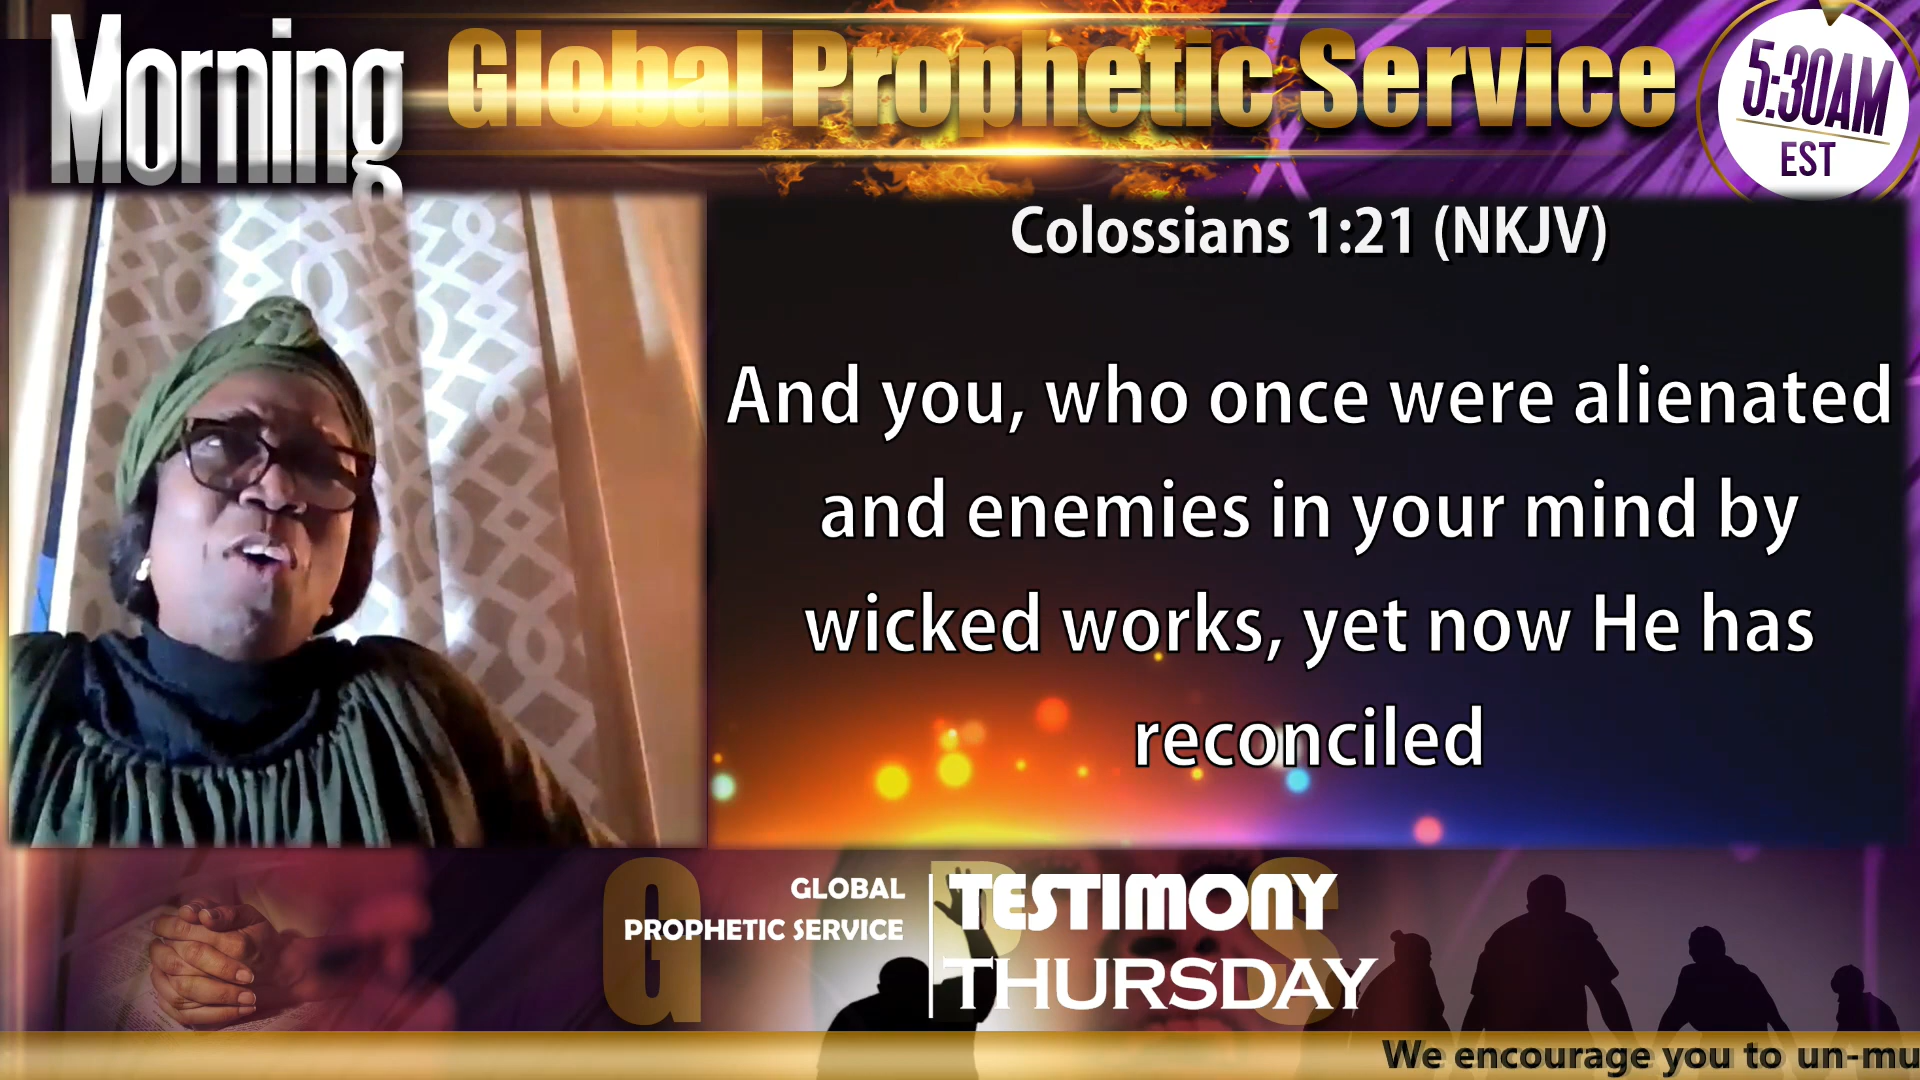 Morning
Global Prophetic Service
5:30AM
EST
Colossians 1:21 (NKJV)
And you, who once were alienated
and enemies in your mind by
wicked works, yet now He has
reconciled
GPS
GLOBAL
PROPHETIC SERVICE
TESTIMONY
THURSDAY
We encourage you to un-mu